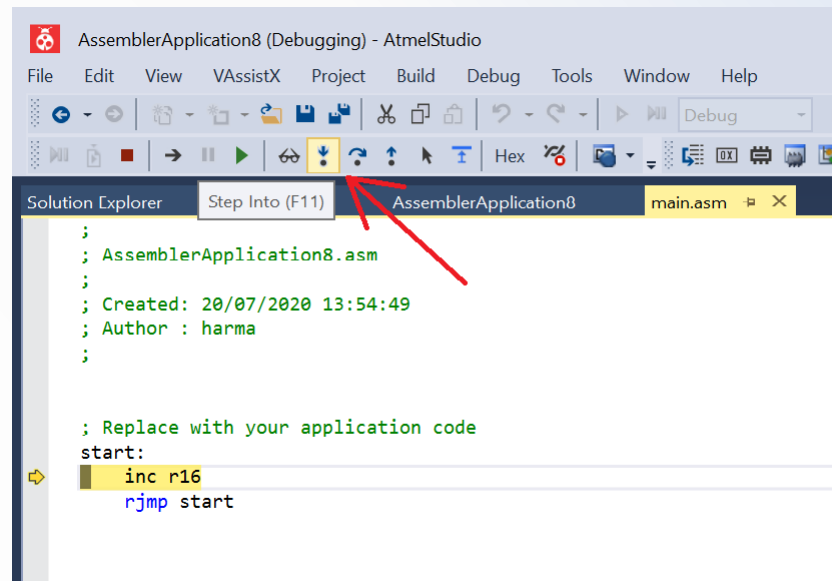 AssemblerApplication8 (Debugging) - AtmelStudio
File Edit View VAssistX Project Build Debug Tools Window Help
Debug
Hex
Step Into (F11)
Solution Explorer AssemblerApplication8 main.asm
;
; AssemblerApplication8.asm
;
; Created: 20/07/2020 13:54:49
; Author : harma
;
; Replace with your application code
start:
inc r16
rjmp start